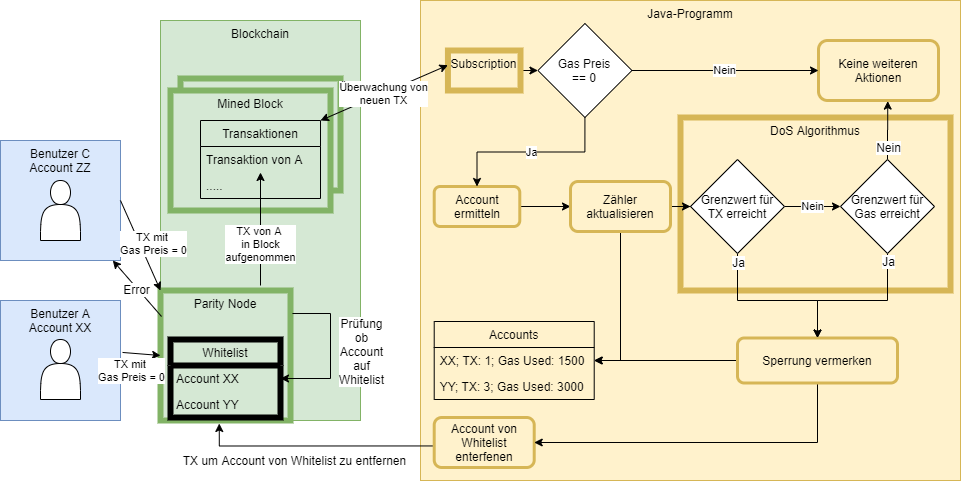 Blockchain
Java-Programm
Mined Block
Transaktionen
Transaktion von A
.....
Überwachung von
neuen TX
Subscription
Gas Preis
== 0
Nein
Keine weiteren
Aktionen
Ja
DoS Algorithmus
Nein
Account
ermitteln
Zähler
aktualisieren
Grenzwert für
TX erreicht
Nein
Grenzwert für
Gas erreicht
Ja
Ja
Benutzer C
Account ZZ
TX mit
Gas Preis = 0
TX von A
in Block
aufgenommen
Error
Benutzer A
Account XX
TX mit
Gas Preis = 0
Parity Node
Whitelist
Account XX
Account YY
Prüfung
ob
Account
auf
Whitelist
Accounts
XX; TX: 1; Gas Used: 1500
YY; TX: 3; Gas Used: 3000
Sperrung vermerken
Account von
Whitelist
enterfenen
TX um Account von Whitelist zu entfernen